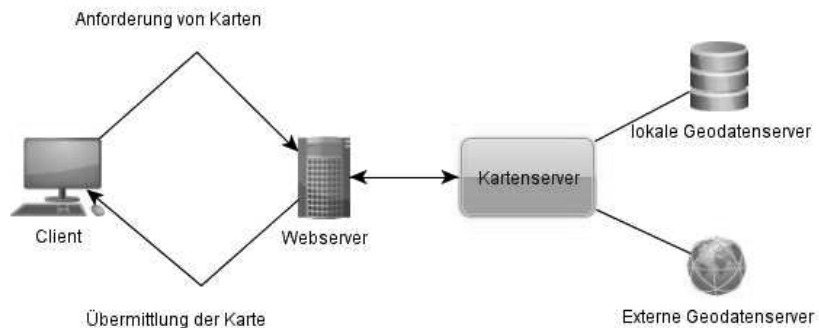 Anforderung von Karten
lokale Geodatenserver
Kartenserver
Client
Webserver
Übermittlung der Karte
Externe Geodatenserver